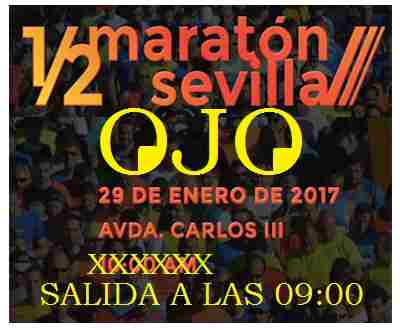 1/2 maratón
sevilla
OJO
29 DE ENERO DE 2017
AVDA. CARLOS III
XXXXXX
SALIDA A LAS 09:00